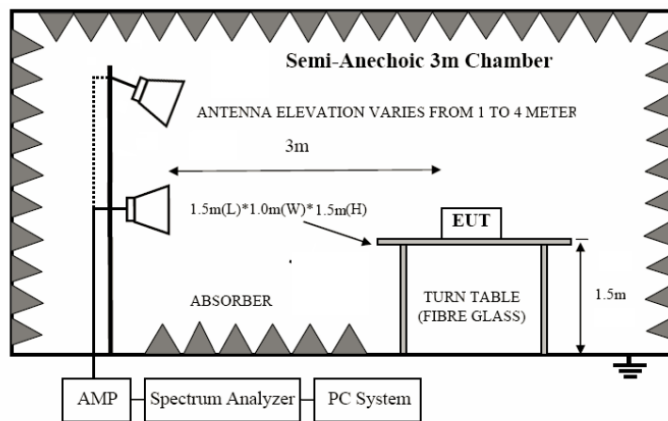 Semi-Anechoic 3m Chamber
ANTENNA ELEVATION VARIES FROM 1 TO 4 METER
3m
1.5m(L)*1.0m(W)*1.5m(H)
EUT
ABSORBER
TURN TABLE
(FIBRE GLASS)
1.5m
AMP
Spectrum Analyzer
PC System